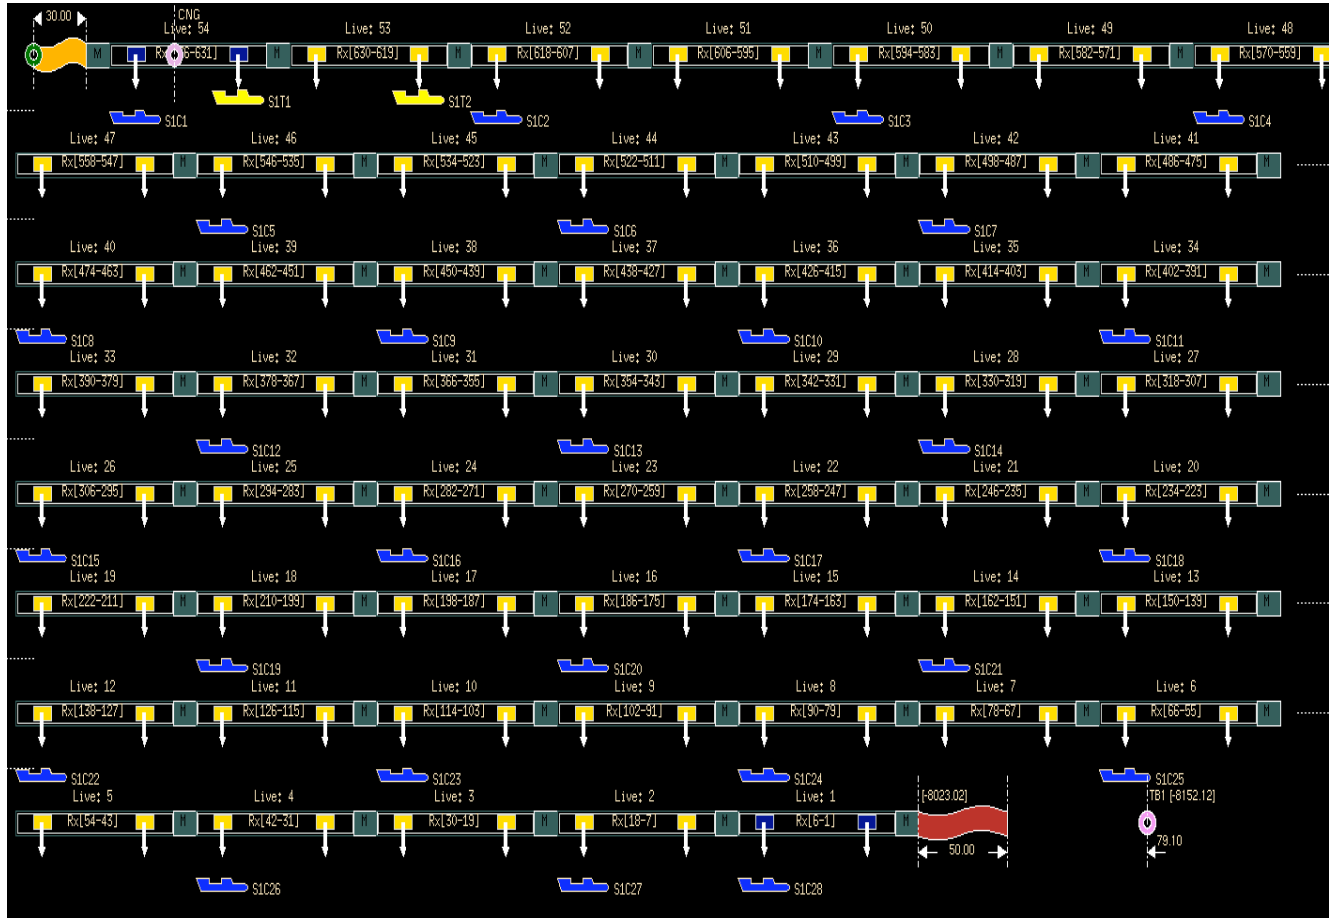 30.00 CNG
Live: 54 Live: 53 Live: 52 Live: 51 Live: 50 Live: 49 Live: 48
M M Rx[630-619] M Rx[618-607] M Rx[606-595] M Rx[594-583] M Rx[582-571] M Rx[570-559]
S1T1 S1T2
S1C1 S1C2 S1C3 S1C4
Live: 47 Live: 46 Live: 45 Live: 44 Live: 43 Live: 42 Live: 41
Rx[558-547] M Rx[546-535] M Rx[534-523] M Rx[522-511] M Rx[510-499] M Rx[498-487] M Rx[486-475] M
S1C5 S1C6 S1C7
Live: 40 Live: 39 Live: 38 Live: 37 Live: 36 Live: 35 Live: 34
Rx[474-463] M Rx[462-451] M Rx[450-439] M Rx[438-427] M Rx[426-415] M Rx[414-403] M Rx[402-391] M
S1C8 S1C9 S1C10 S1C11
Live: 33 Live: 32 Live: 31 Live: 30 Live: 29 Live: 28 Live: 27
Rx[390-379] M Rx[378-367] M Rx[366-355] M Rx[354-343] M Rx[342-331] M Rx[330-319] M Rx[318-307] M
S1C12 S1C13 S1C14
Live: 26 Live: 25 Live: 24 Live: 23 Live: 22 Live: 21 Live: 20
Rx[306-295] M Rx[294-283] M Rx[282-271] M Rx[270-259] M Rx[258-247] M Rx[246-235] M Rx[234-223] M
S1C15 S1C16 S1C17 S1C18
Live: 19 Live: 18 Live: 17 Live: 16 Live: 15 Live: 14 Live: 13
Rx[222-211] M Rx[210-199] M Rx[198-187] M Rx[186-175] M Rx[174-163] M Rx[162-151] M Rx[150-139] M
S1C19 S1C20 S1C21
Live: 12 Live: 11 Live: 10 Live: 9 Live: 8 Live: 7 Live: 6
Rx[138-127] M Rx[126-115] M Rx[114-103] M Rx[102-91] M Rx[90-79] M Rx[78-67] M Rx[66-55] M
S1C22 S1C23 S1C24 S1C25
Live: 5 Live: 4 Live: 3 Live: 2 Live: 1 [-8023.02] TB1 [-8152.12]
Rx[54-43] M Rx[42-31] M Rx[30-19] M Rx[18-7] M Rx[6-1] M
50.00 79.10
S1C26 S1C27 S1C28